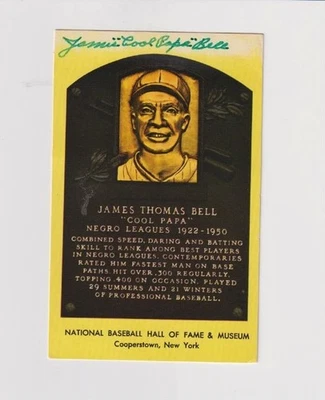 Jamie "Cool Papa" Bell
JAMES THOMAS BELL
"COOL PAPA"
NEGRO LEAGUES 1922-1950
COMBINED SPEED, DARING AND BATTING
SKILL TO RANK AMONG BEST PLAYERS
IN NEGRO LEAGUES. CONTEMPORARIES
RATED HIM FASTEST MAN ON BASE
PATHS. HIT OVER .300 REGULARLY,
TOPPING .400 ON OCCASION. PLAYED
29 SUMMERS AND 21 WINTERS
OF PROFESSIONAL BASEBALL.
NATIONAL BASEBALL HALL OF FAME & MUSEUM
Cooperstown, New York